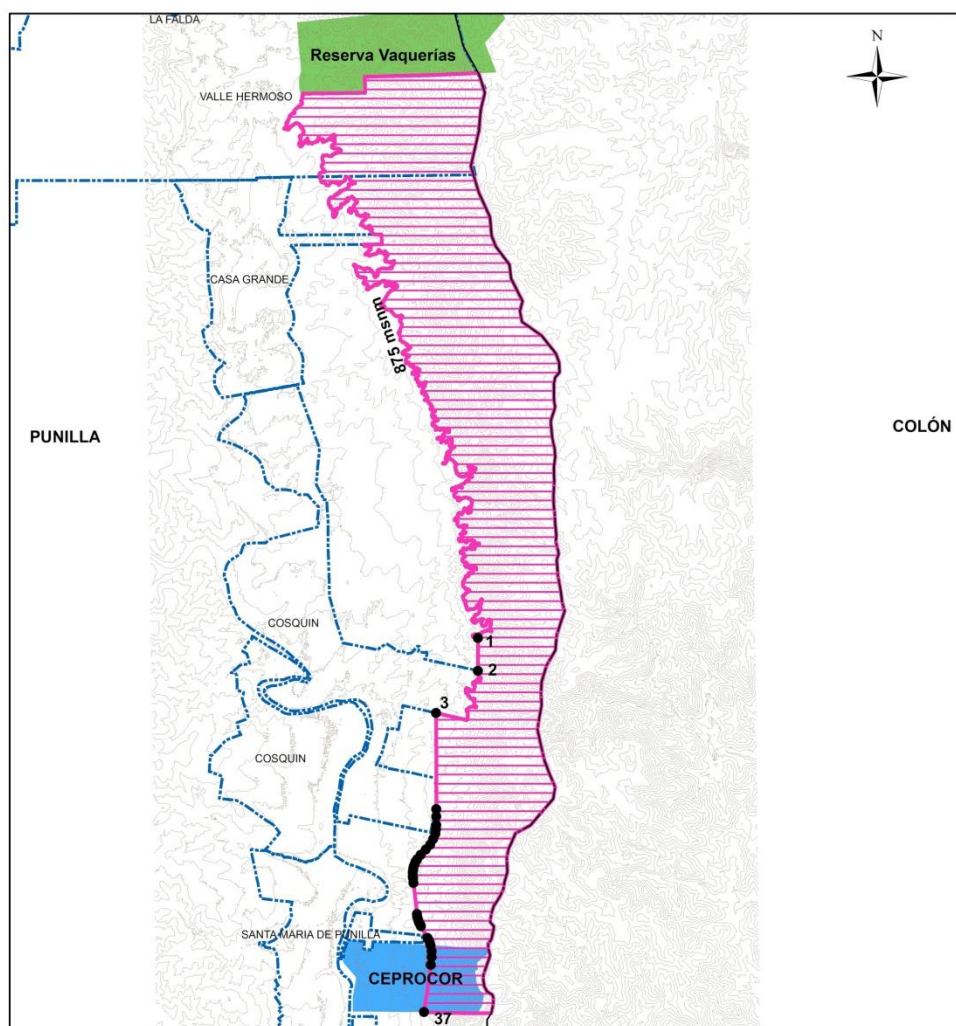 LA FALDA
Reserva Vaquerías
N
VALLE HERMOSO
CASA GRANDE
875 msnm
PUNILLA
COLÓN
COSQUIN
1
2
3
COSQUIN
SANTA MARIA DE PUNILLA
CEPROCOR
37